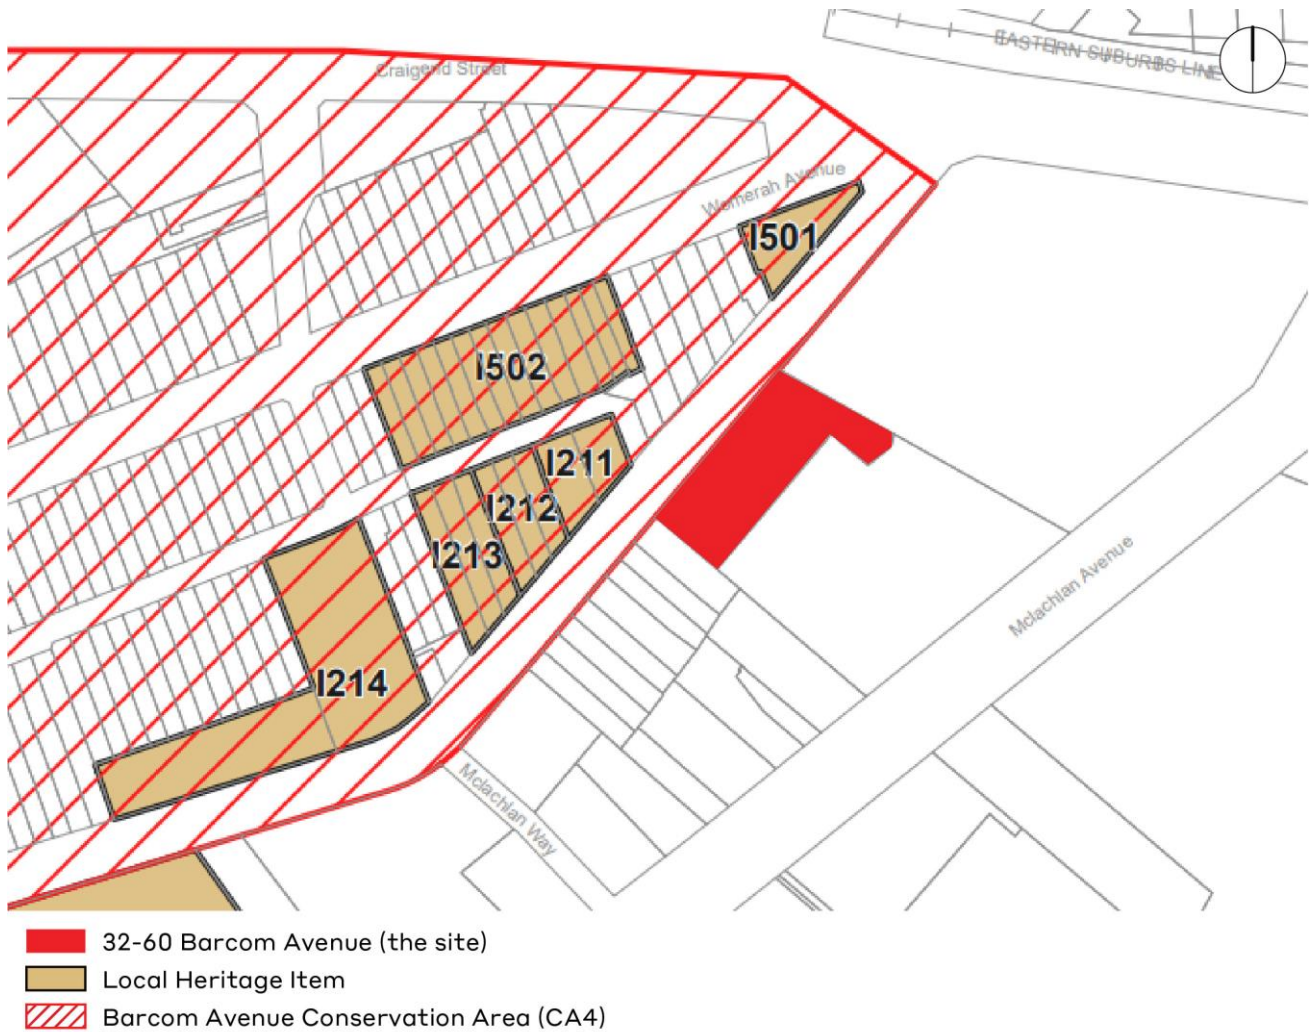 EASTERN SUBURBS LINE
Craigend Street
Womerah Avenue
I501
I502
I211
I212
I213
I214
Mclachlan Avenue
Mclachlan Way
32-60 Barcom Avenue (the site)
Local Heritage Item
Barcom Avenue Conservation Area (CA4)